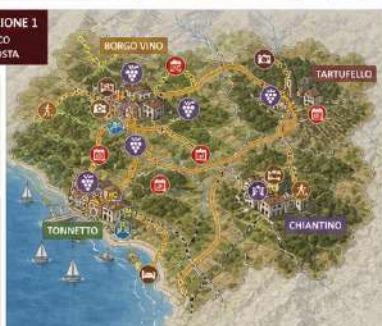 IONE 1
CO
OSTA
BORGO VINO
TARTUFELLO
TONNETTO
CHIANTINO